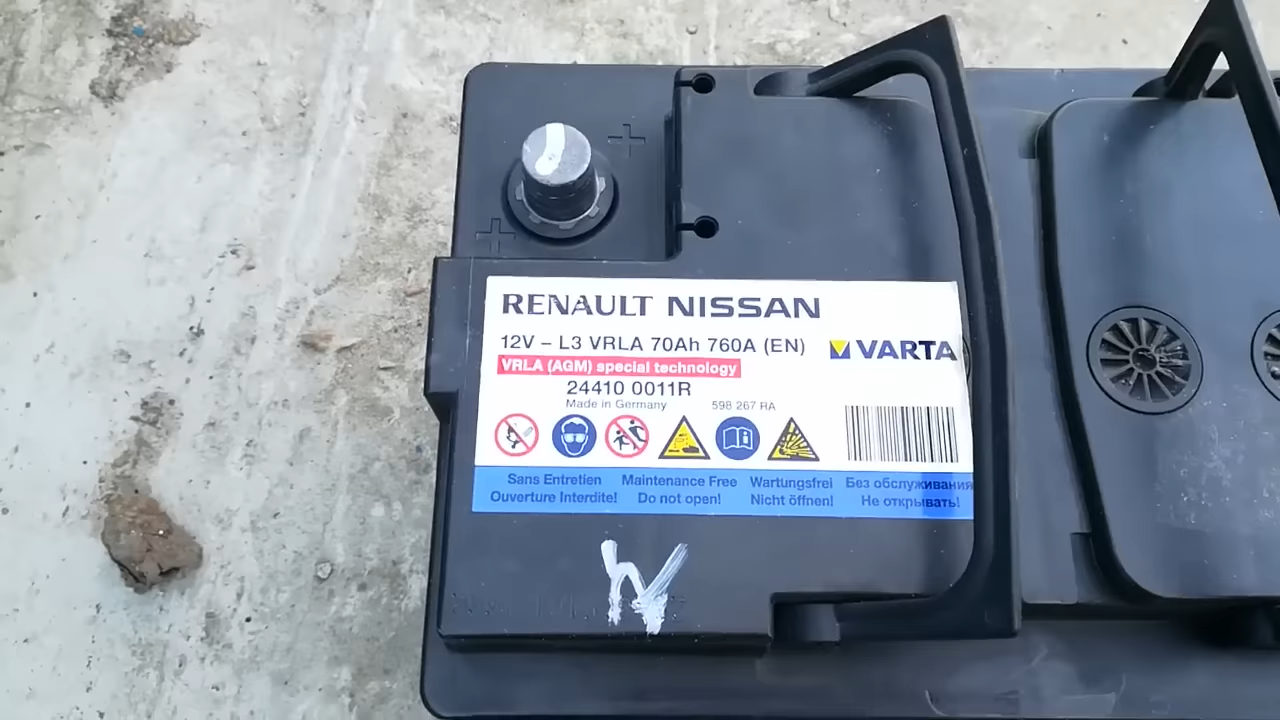 RENAULT NISSAN
12V – L3 VRLA 70Ah 760A (EN)
VARTA
VRLA (AGM) special technology
24410 0011R
Made in Germany
598 267 RA
Sans Entretien
Ouverture Interdite!
Maintenance Free
Do not open!
Wartungsfrei
Nicht öffnen!
Без обслуживания
Не открывать!